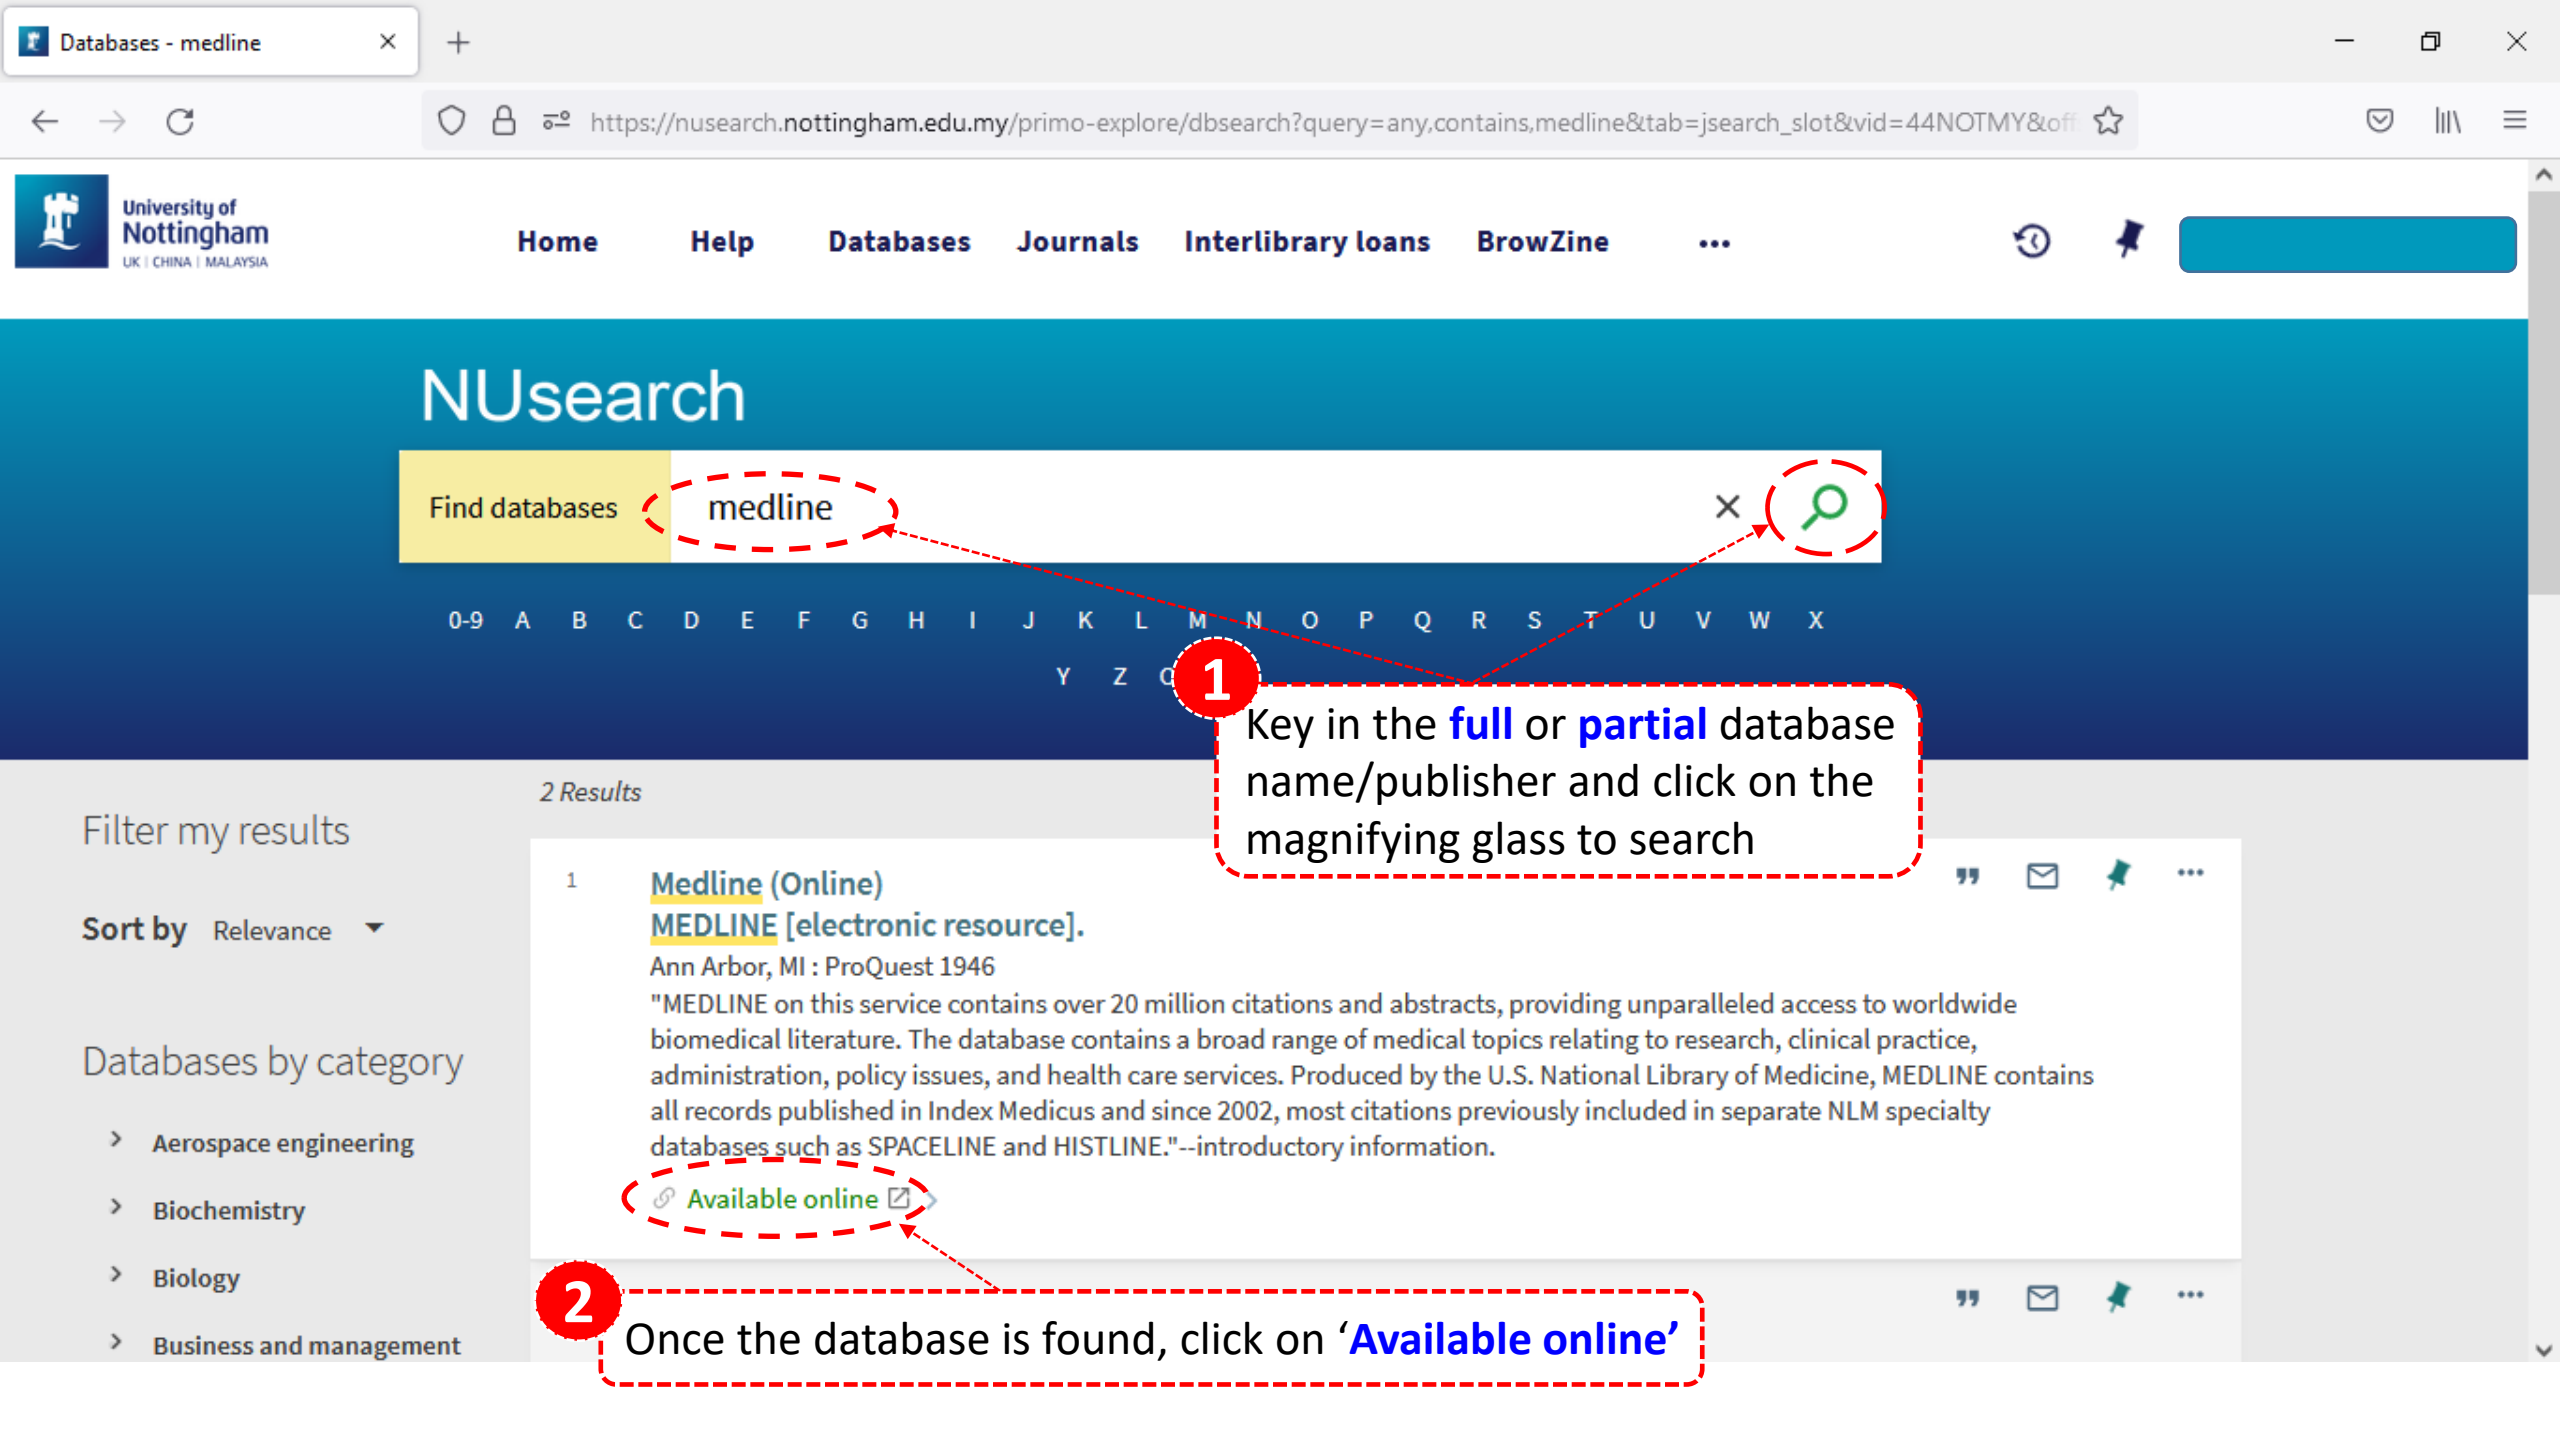 Databases - medline
https://nusearch.nottingham.edu.my/primo-explore/dbsearch?query=any,contains,medline&tab=jsearch_slot&vid=44NOTMY&off
University of
Nottingham
UK | CHINA | MALAYSIA
Home Help Databases Journals Interlibrary loans BrowZine
NUsearch
Find databases medline
0-9 A B C D E F G H I J K L M N O P Q R S T U V W X
Y Z
1
Key in the full or partial database
name/publisher and click on the
magnifying glass to search
2 Results
Filter my results
Sort by Relevance
Databases by category
Aerospace engineering
Biochemistry
Biology
Business and management
1
Medline (Online)
MEDLINE [electronic resource].
Ann Arbor, MI : ProQuest 1946
"MEDLINE on this service contains over 20 million citations and abstracts, providing unparalleled access to worldwide
biomedical literature. The database contains a broad range of medical topics relating to research, clinical practice,
administration, policy issues, and health care services. Produced by the U.S. National Library of Medicine, MEDLINE contains
all records published in Index Medicus and since 2002, most citations previously included in separate NLM specialty
databases such as SPACELINE and HISTLINE."--introductory information.
Available online
2
Once the database is found, click on ‘Available online’